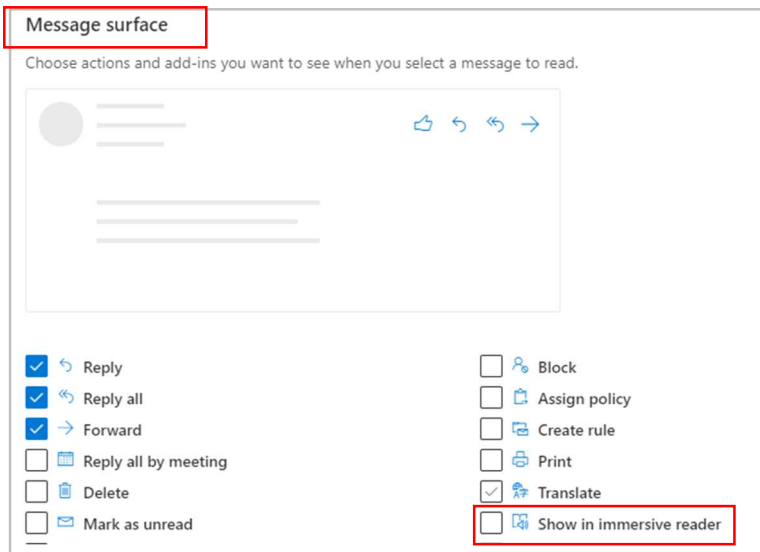 Message surface
Choose actions and add-ins you want to see when you select a message to read.
Reply
Reply all
Forward
Reply all by meeting
Delete
Mark as unread
Block
Assign policy
Create rule
Print
Translate
Show in immersive reader